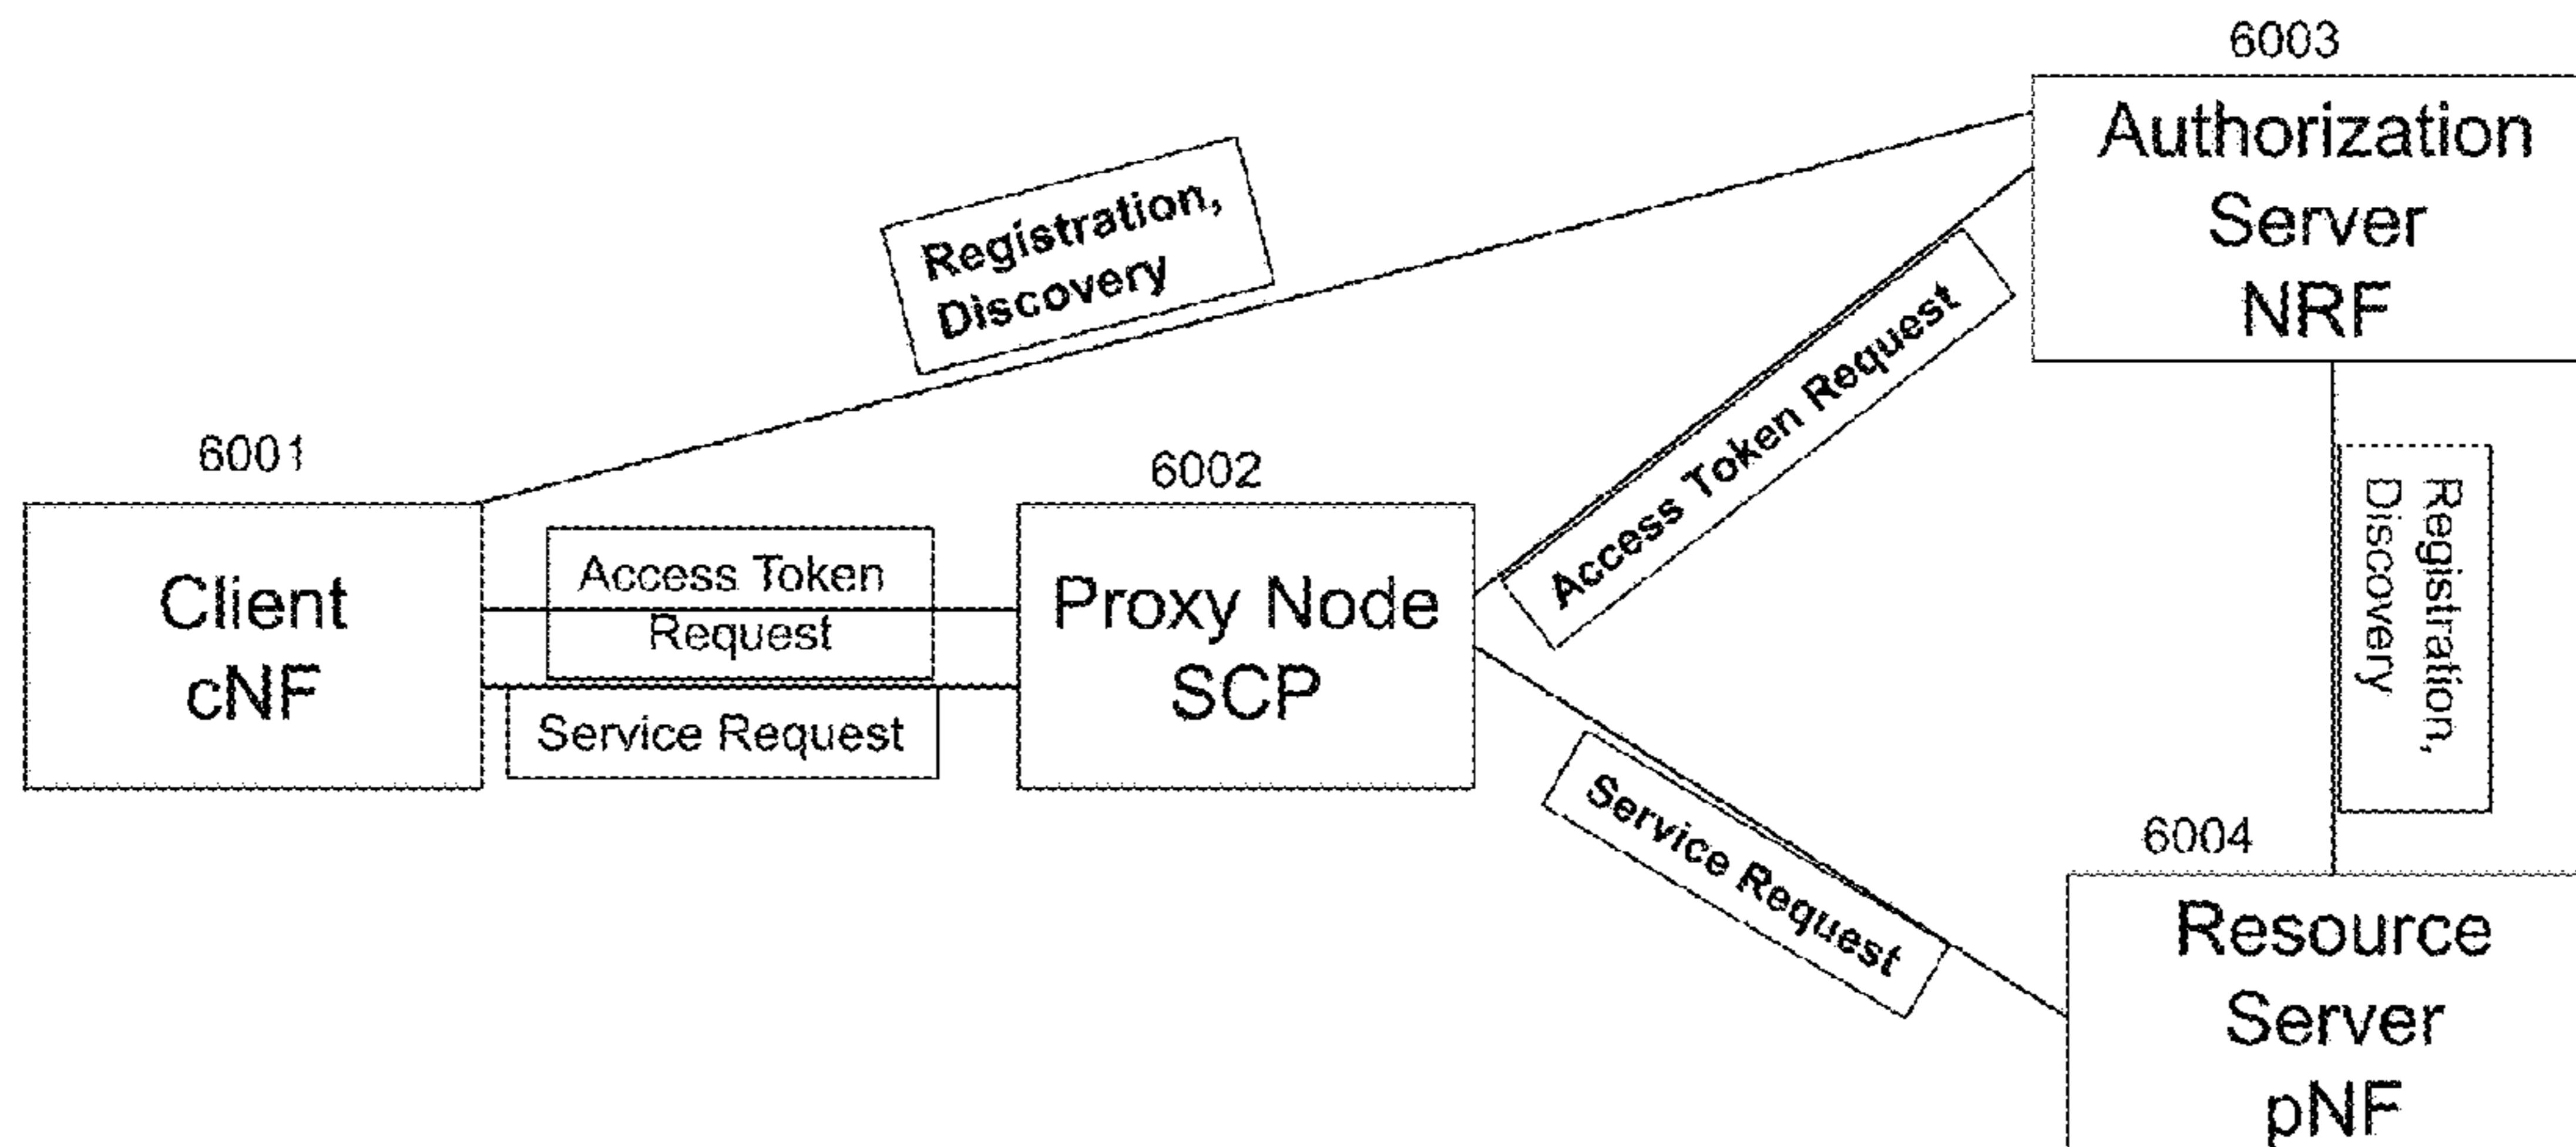 6003
Authorization
Server
NRF
Registration,
Discovery
Access Token Request
6001
Client
cNF
Access Token
Request
Service Request
6002
Proxy Node
SCP
Registration,
Discovery
Service Request
6004
Resource
Server
pNF